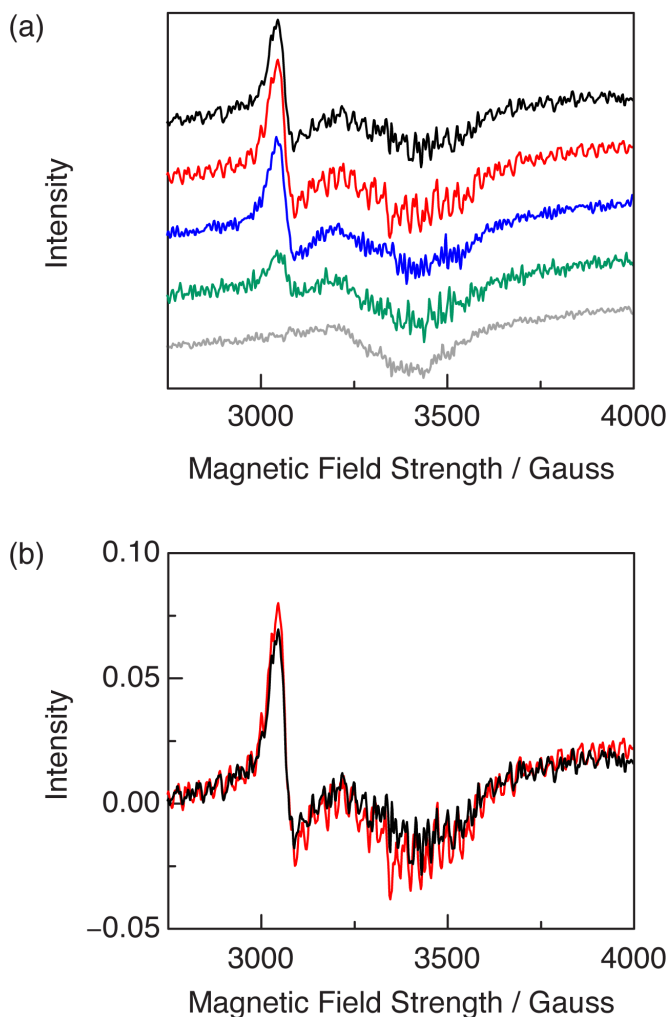 (a)
Intensity
3000 3500 4000
Magnetic Field Strength / Gauss
(b)
0.10
0.05
0.00
−0.05
Intensity
3000 3500 4000
Magnetic Field Strength / Gauss